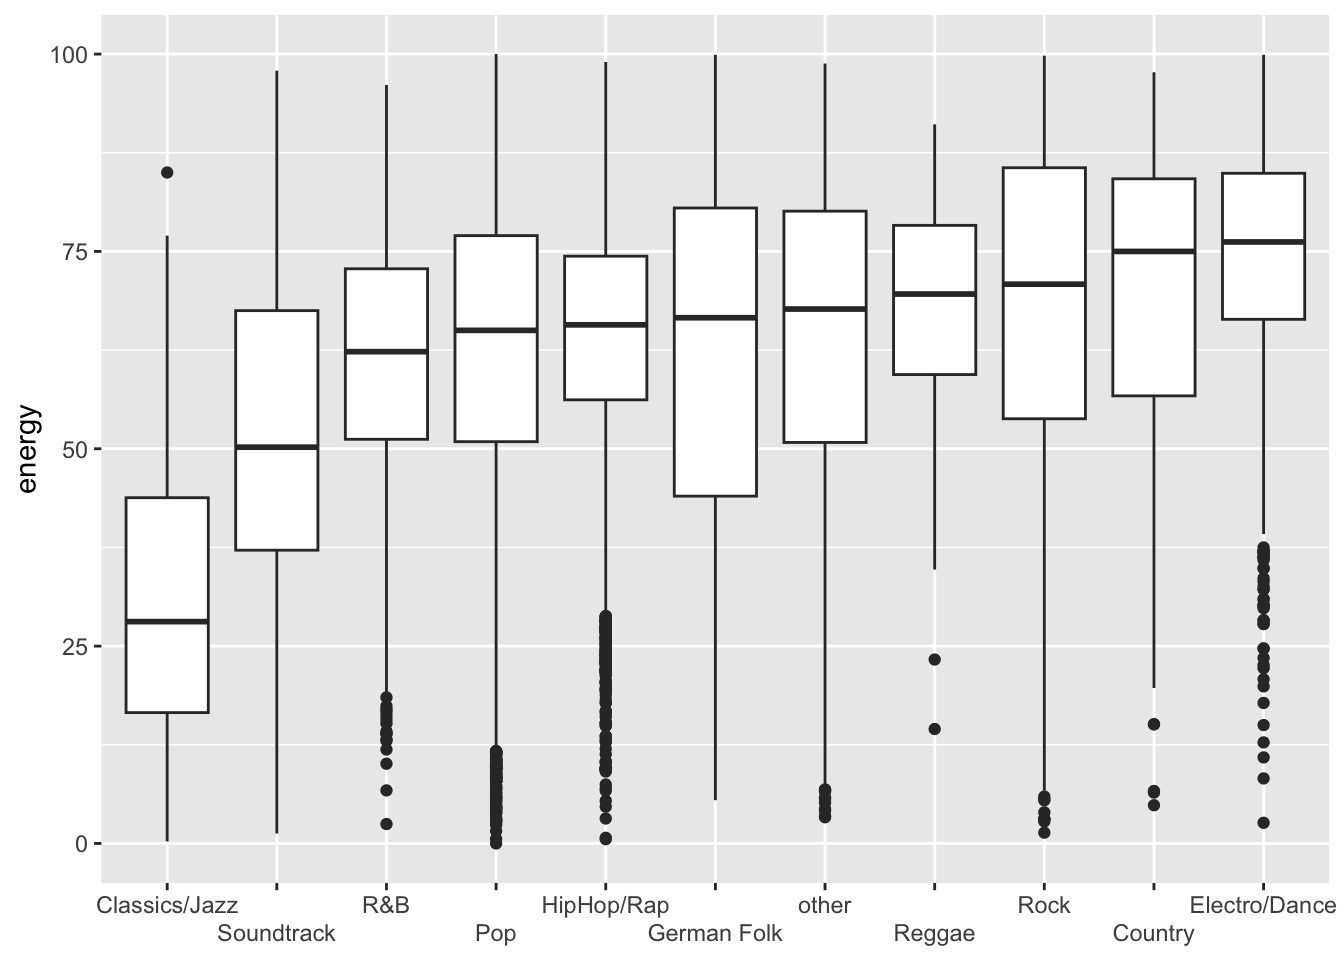 100
75
50
25
0
energy
Classics/Jazz R&B HipHop/Rap other Rock Electro/Dance
Soundtrack Pop German Folk Reggae Country